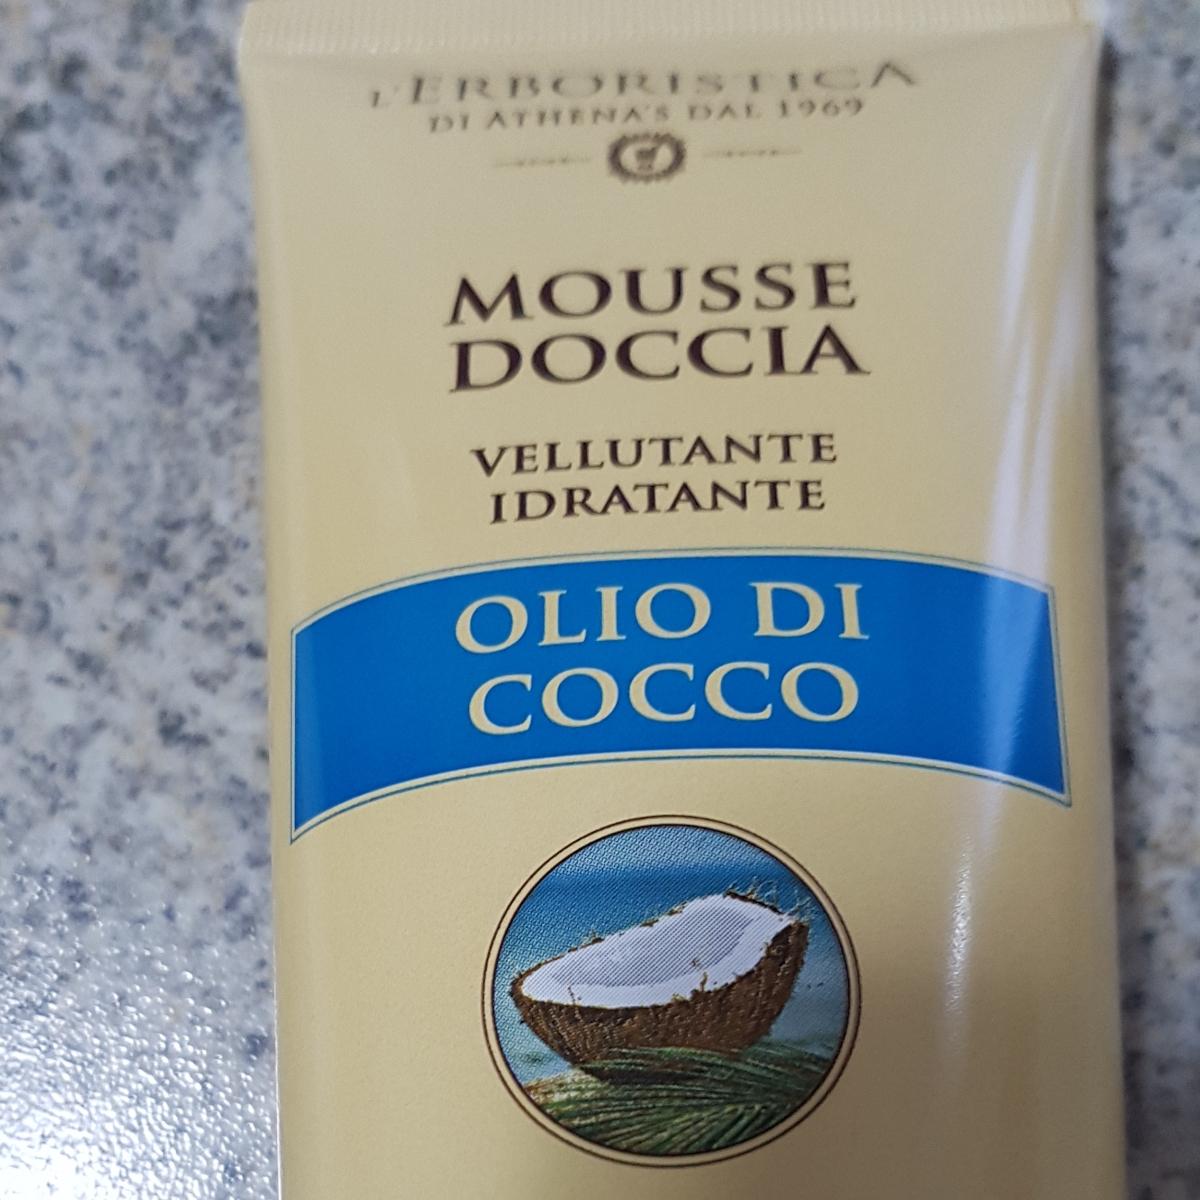 L'ERBORISTICA
DI ATHENA'S DAL 1969
MOUSSE
DOCCIA
VELLUTANTE
IDRATANTE
OLIO DI
COCCO